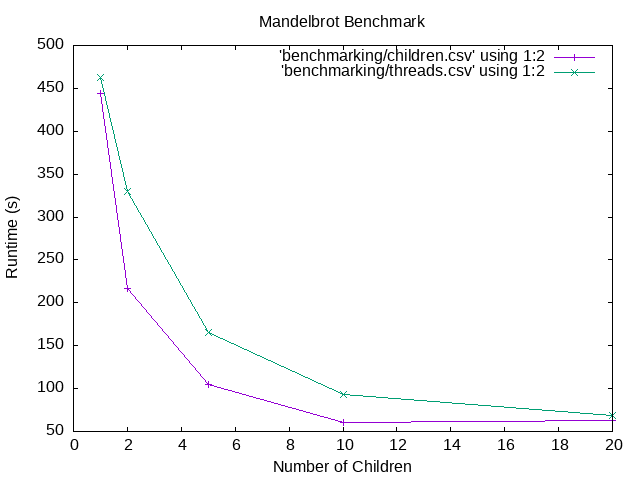 Mandelbrot Benchmark
500
'benchmarking/children.csv' using 1:2
'benchmarking/threads.csv' using 1:2
450
400
350
300
250
200
150
100
50
Runtime (s)
0 2 4 6 8 10 12 14 16 18 20
Number of Children